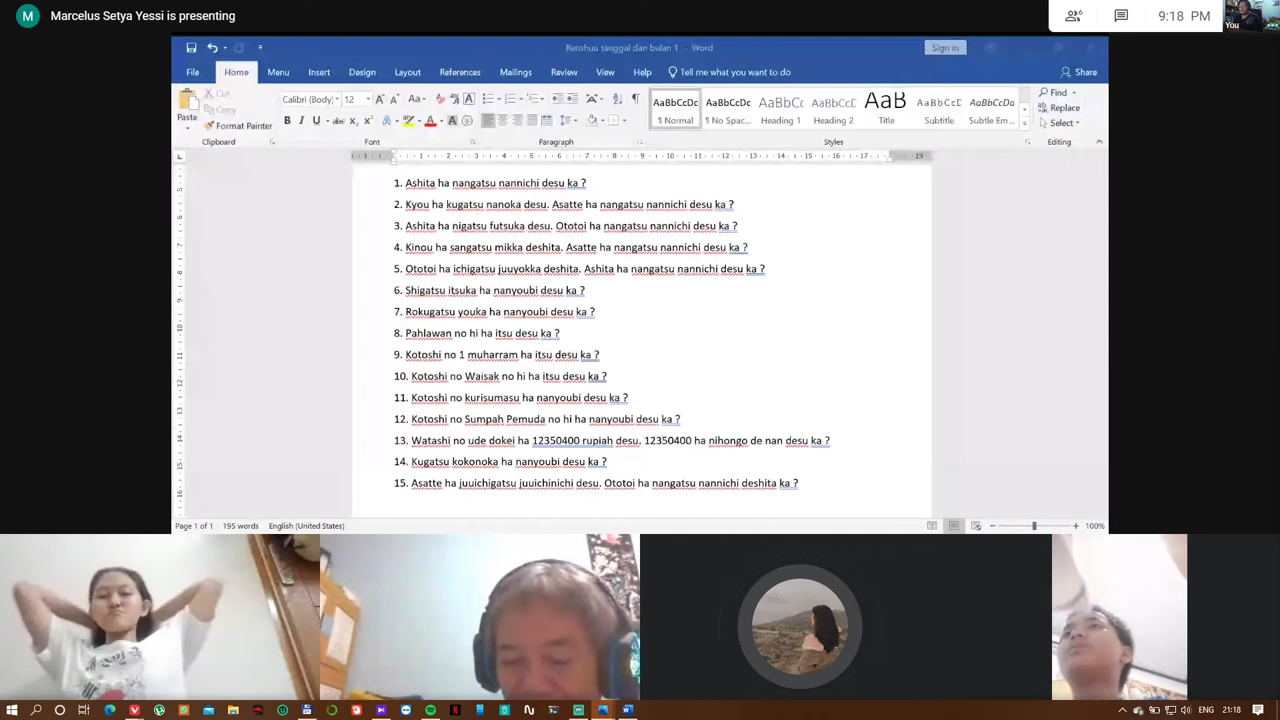 Marcelus Setya Yessi is presenting
6
9:18 PM
You
Renshuu tanggal dan bulan 1 - Word
Sign in
File Home Menu Insert Design Layout References Mailings Review View Help Tell me what you want to do Share
Paste
Cut
Copy
Format Painter
Clipboard
Calibri (Body) 12
Font
Paragraph
AaBbCcDc AaBbCcDc AaBbCc AaBbCcC AaB AaBbCcD AaBbCcDc
¶ Normal ¶ No Spac... Heading 1 Heading 2 Title Subtitle Subtle Em...
Styles
Find
Replace
Select
Editing
1. Ashita ha nangatsu nannichi desu ka ?
2. Kyou ha kugatsu nanoka desu. Asatte ha nangatsu nannichi desu ka ?
3. Ashita ha nigatsu futsuka desu. Ototoi ha nangatsu nannichi desu ka ?
4. Kinou ha sangatsu mikka deshita. Asatte ha nangatsu nannichi desu ka ?
5. Ototoi ha ichigatsu juuyokka deshita. Ashita ha nangatsu nannichi desu ka ?
6. Shigatsu itsuka ha nanyoubi desu ka ?
7. Rokugatsu youka ha nanyoubi desu ka ?
8. Pahlawan no hi ha itsu desu ka ?
9. Kotoshi no 1 muharram ha itsu desu ka ?
10. Kotoshi no Waisak no hi ha itsu desu ka ?
11. Kotoshi no kurisumasu ha nanyoubi desu ka ?
12. Kotoshi no Sumpah Pemuda no hi ha nanyoubi desu ka ?
13. Watashi no ude dokei ha 12350400 rupiah desu. 12350400 ha nihongo de nan desu ka ?
14. Kugatsu kokonoka ha nanyoubi desu ka ?
15. Asatte ha juuichigatsu juuichinichi desu. Ototoi ha nangatsu nannichi deshita ka ?
Page 1 of 1 195 words English (United States)
100%
ENG 21:18